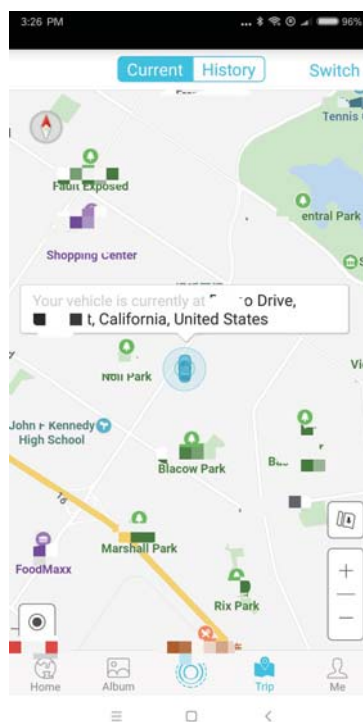 3:26 PM
... 96%
Current History Switch
Tennis
Fault Exposed
entral Park
Shopping Center
Your vehicle is currently at Drive,
t, California, United States
Noll Park
Vi
John F Kennedy
High School
Blacow Park
16
Marshall Park
FoodMaxx
Rix Park
+
−
Home Album Trip Me